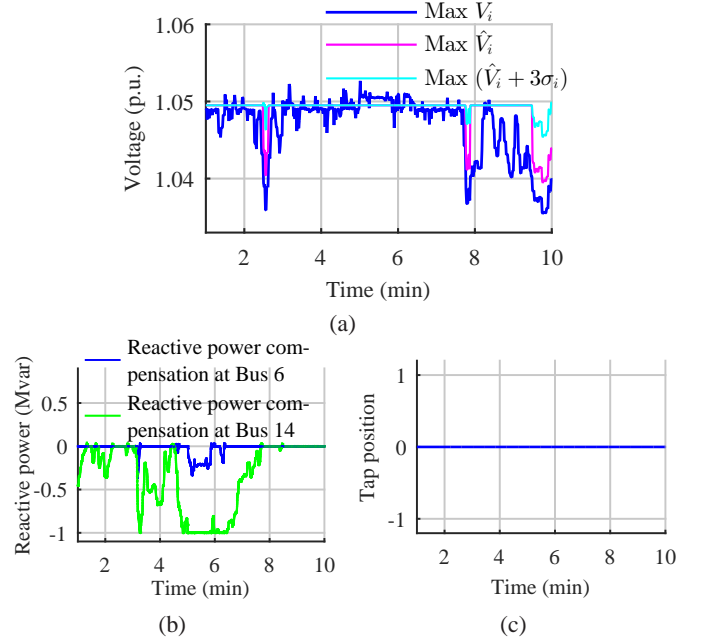 1.06
1.05
1.04
Voltage (p.u.)
Max V_i
Max V̂_i
Max (V̂_i + 3σ_i)
2 4 6 8 10
Time (min)
(a)
Reactive power com-
pensation at Bus 6
Reactive power com-
pensation at Bus 14
Reactive power (Mvar)
0.5
0
-0.5
-1
2 4 6 8 10
Time (min)
(b)
Tap position
1
0
-1
2 4 6 8 10
Time (min)
(c)